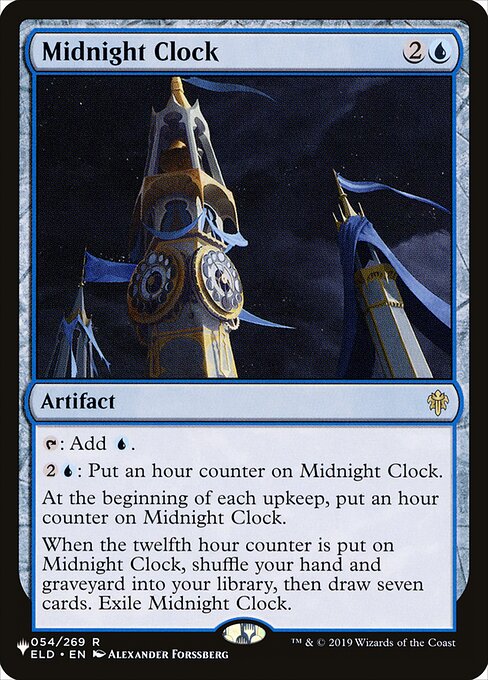 Midnight Clock 2
Artifact
: Add .
2 : Put an hour counter on Midnight Clock.
At the beginning of each upkeep, put an hour
counter on Midnight Clock.
When the twelfth hour counter is put on
Midnight Clock, shuffle your hand and
graveyard into your library, then draw seven
cards. Exile Midnight Clock.
054/269 R
ELD • EN Alexander Forssberg
™ & © 2019 Wizards of the Coast